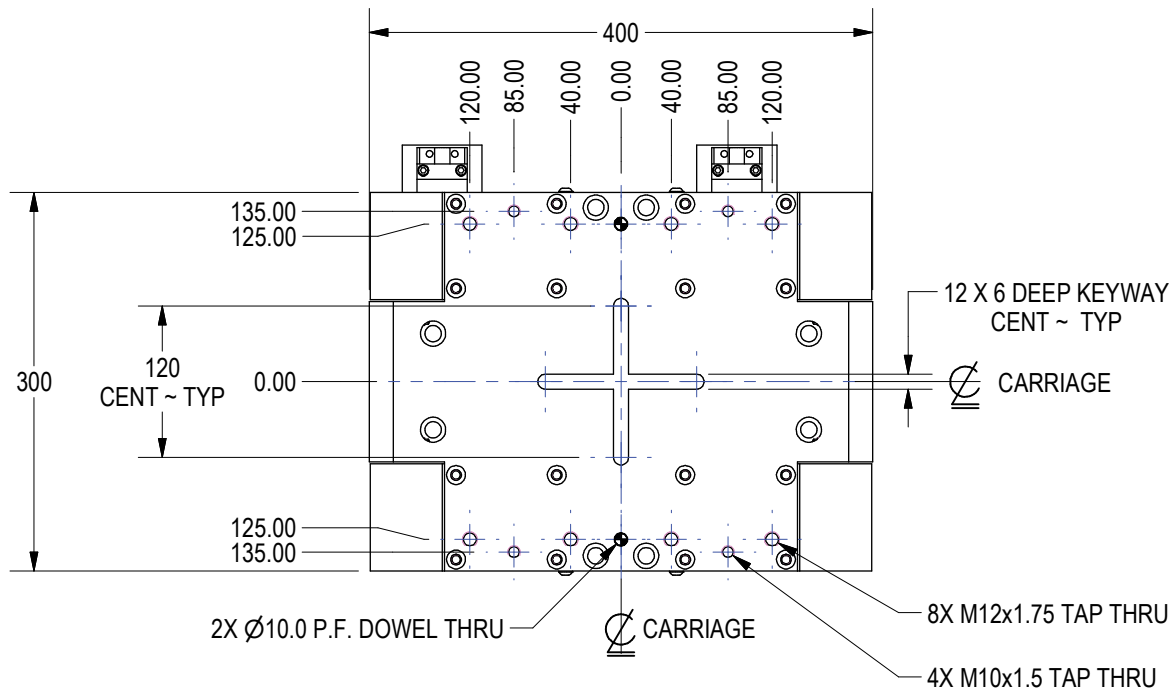 400
120.00
85.00
40.00
0.00
40.00
85.00
120.00
135.00
125.00
12 X 6 DEEP KEYWAY
CENT ~ TYP
300
120
CENT ~ TYP
0.00
CARRIAGE
125.00
135.00
2X Ø10.0 P.F. DOWEL THRU
CARRIAGE
8X M12x1.75 TAP THRU
4X M10x1.5 TAP THRU